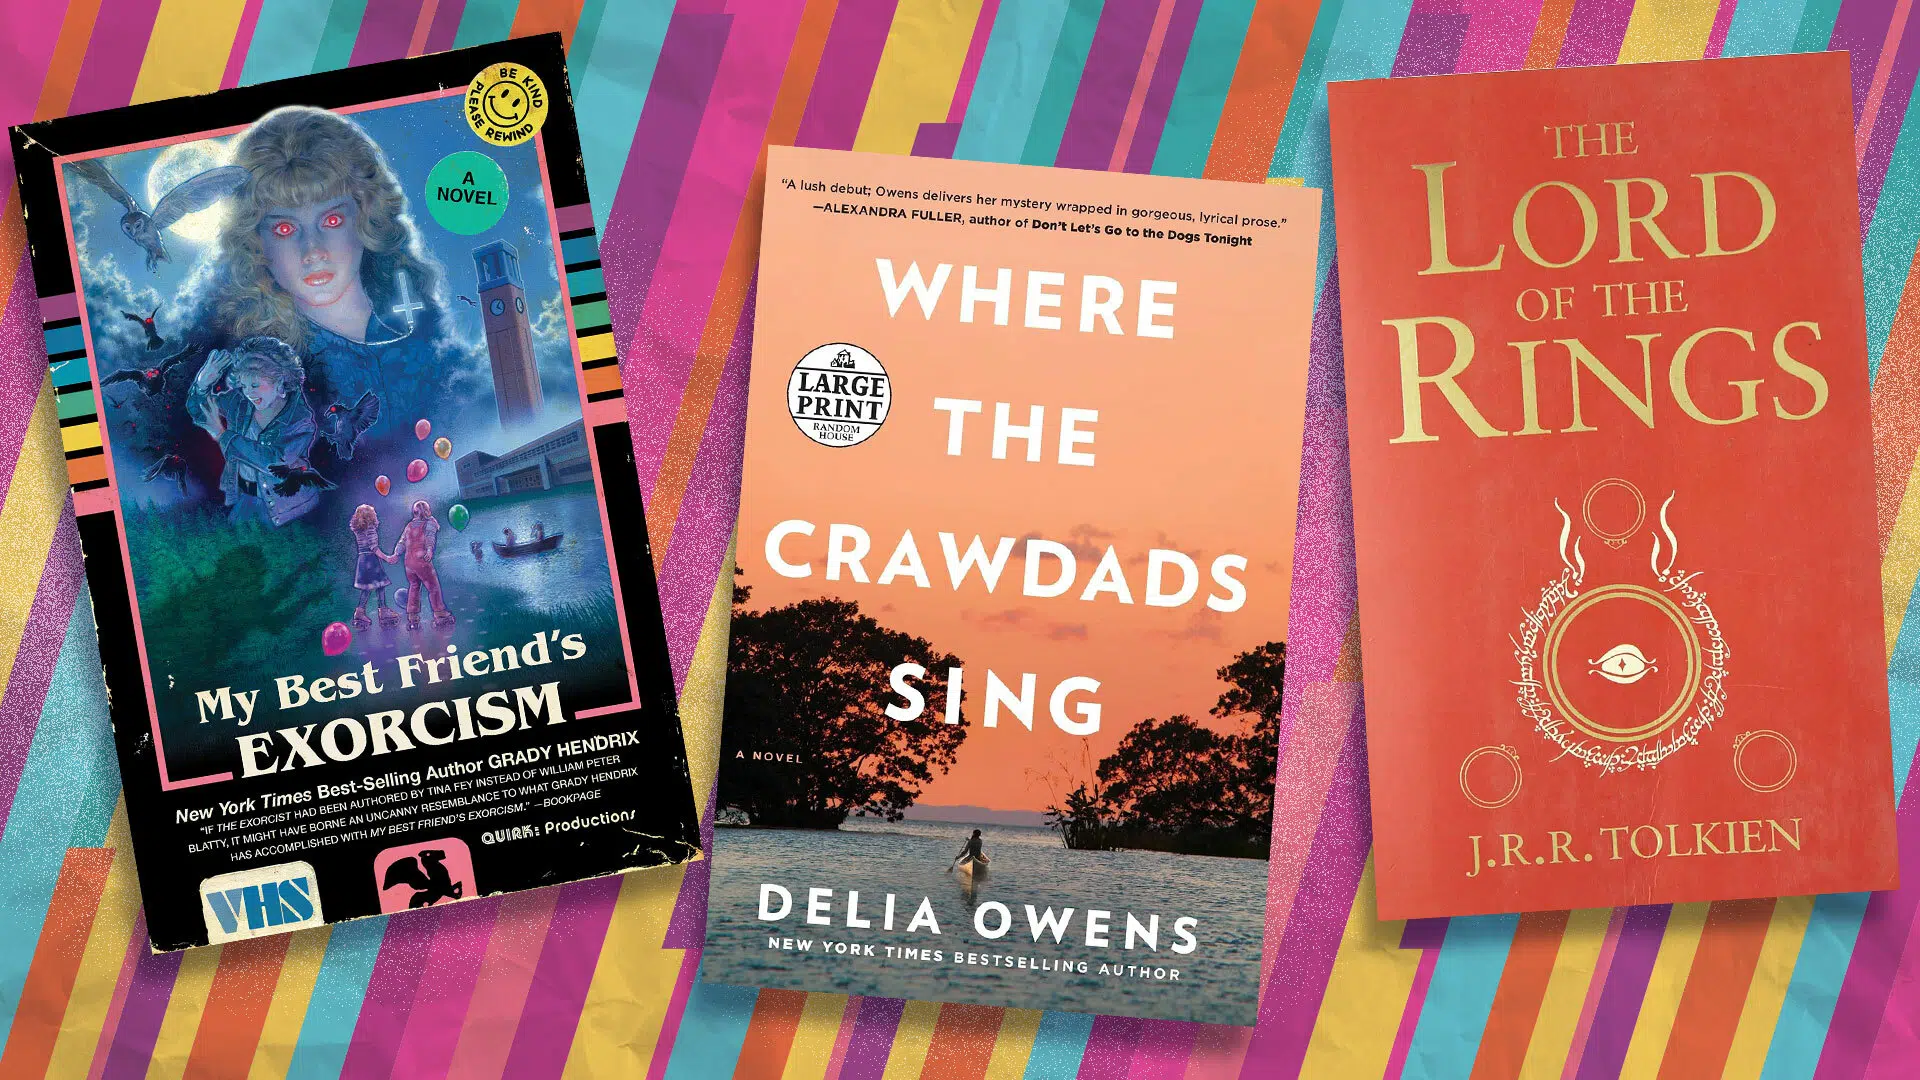 BE KIND
PLEASE REWIND
A
NOVEL
My Best Friend's
EXORCISM
New York Times Best-Selling Author GRADY HENDRIX
"IF THE EXORCIST HAD BEEN AUTHORED BY TINA FEY INSTEAD OF WILLIAM PETER
BLATTY, IT MIGHT HAVE BORNE AN UNCANNY RESEMBLANCE TO WHAT GRADY HENDRIX
HAS ACCOMPLISHED WITH MY BEST FRIEND'S EXORCISM." —BOOKPAGE
QUIRK: Productions
VHS
"A lush debut; Owens delivers her mystery wrapped in gorgeous, lyrical prose."
—ALEXANDRA FULLER, author of Don't Let's Go to the Dogs Tonight
WHERE
THE
CRAWDADS
SING
LARGE
PRINT
RANDOM
HOUSE
A NOVEL
DELIA OWENS
NEW YORK TIMES BESTSELLING AUTHOR
THE
LORD
OF THE
RINGS
J.R.R. TOLKIEN